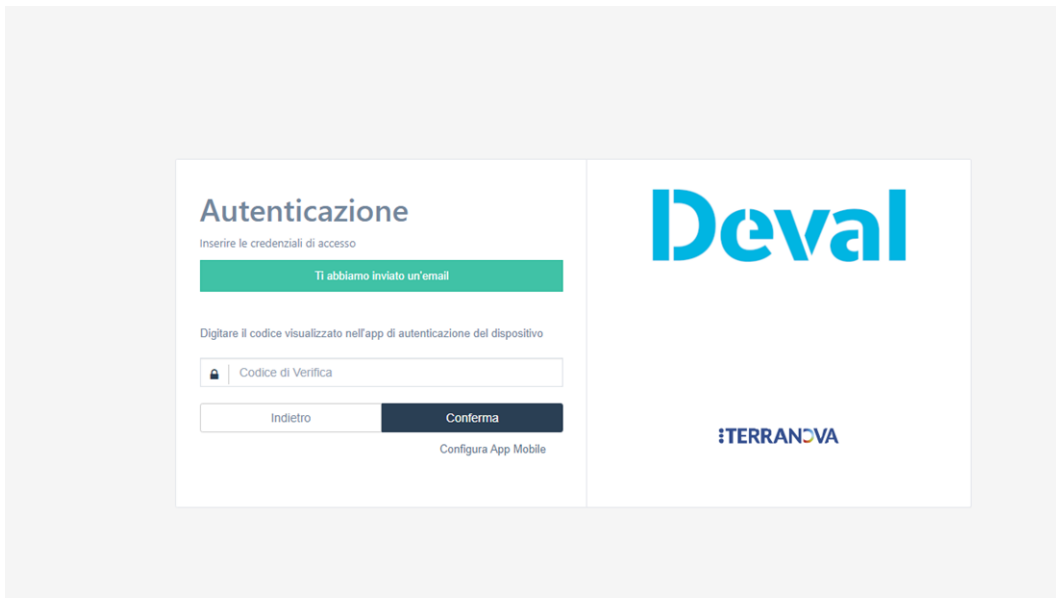 Autenticazione
Inserire le credenziali di accesso
Ti abbiamo inviato un'email
Digitare il codice visualizzato nell'app di autenticazione del dispositivo
Codice di Verifica
Indietro
Conferma
Configura App Mobile
Deval
TERRANOVA